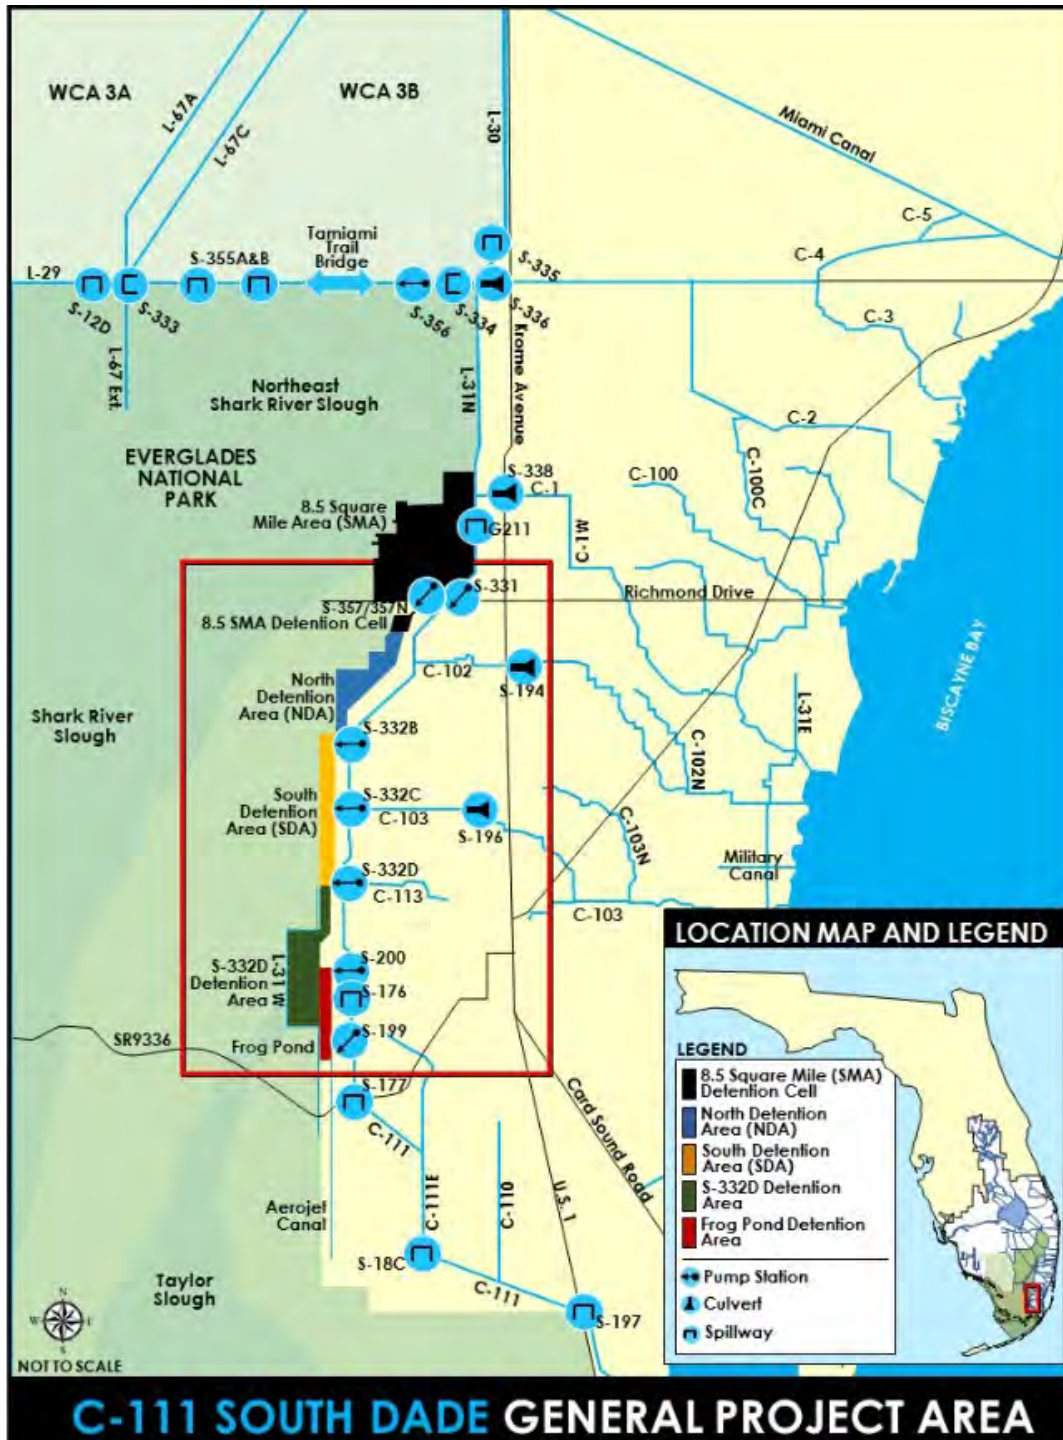 WCA 3A
WCA 3B
L-67A
L-67C
L-30
Miami Canal
C-5
C-4
C-3
Tamiami
Trail
Bridge
S-355A&B
L-29
S-12D
S-333
S-356
S-334
S-335
S-336
L-67 Ext.
Krome Avenue
L-31N
Northeast
Shark River Slough
EVERGLADES
NATIONAL
PARK
C-2
C-100
C-100C
S-338
C-1
8.5 Square
Mile Area (SMA)
G211
C-1W
S-331
Richmond Drive
S-357/357N
8.5 SMA Detention Cell
C-102
S-194
North
Detention
Area (NDA)
Shark River
Slough
L-31E
BISCAYNE BAY
S-332B
C-102N
South
Detention
Area (SDA)
S-332C
C-103
S-196
C-103N
Military
Canal
S-332D
C-113
C-103
S-200
S-332D
Detention
Area
L-31 W
S-176
S-199
SR9336
Frog Pond
S-177
C-111
Card Sound Road
Aerojet
Canal
C-111E
C-110
U.S. 1
S-18C
C-111
Taylor
Slough
S-197
N
W
E
S
NOT TO SCALE
LOCATION MAP AND LEGEND
LEGEND
8.5 Square Mile (SMA)
Detention Cell
North Detention
Area (NDA)
South Detention
Area (SDA)
S-332D Detention
Area
Frog Pond Detention
Area
Pump Station
Culvert
Spillway
C-111 SOUTH DADE GENERAL PROJECT AREA